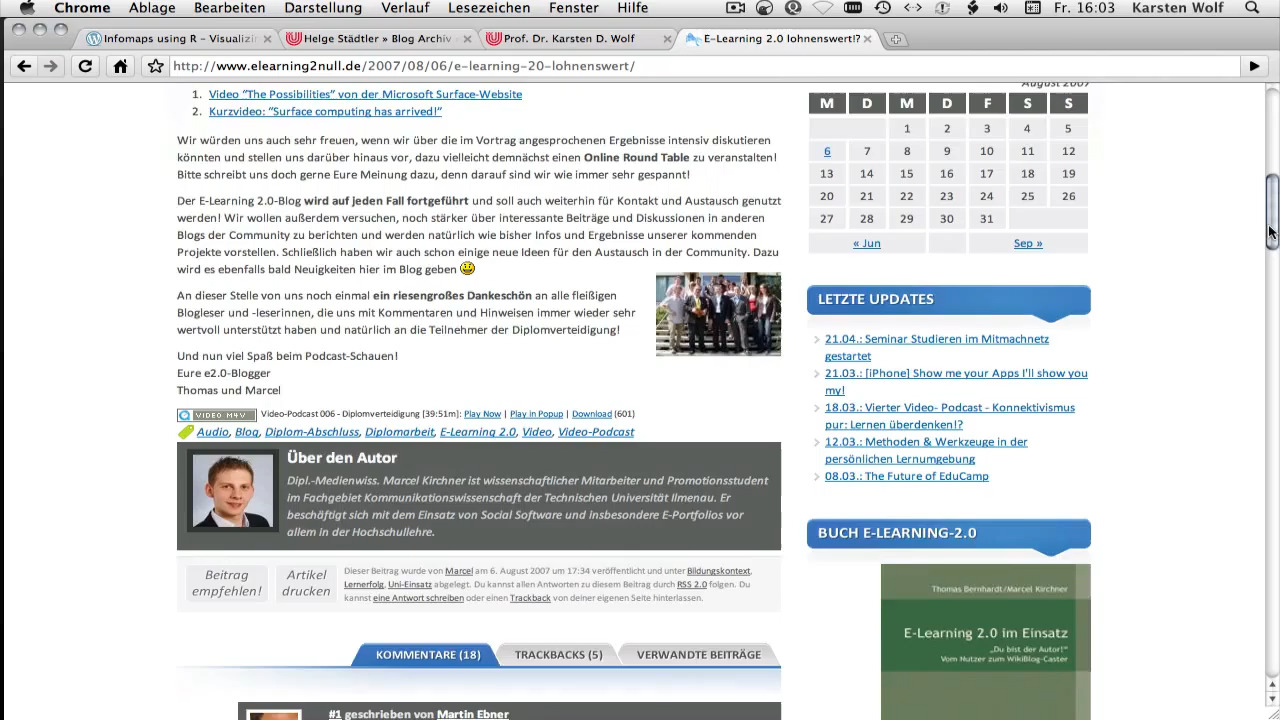 Chrome Ablage Bearbeiten Darstellung Verlauf Lesezeichen Fenster Hilfe Fr. 16:03 Karsten Wolf
Infomaps using R – Visualizin
Helge Städtler » Blog Archiv
Prof. Dr. Karsten D. Wolf
E-Learning 2.0 lohnenswert!?
http://www.elearning2null.de/2007/08/06/e-learning-20-lohnenswert/
1. Video “The Possibilities” von der Microsoft Surface-Website
2. Kurzvideo: “Surface computing has arrived!”
Wir würden uns auch sehr freuen, wenn wir über die im Vortrag angesprochenen Ergebnisse intensiv diskutieren
könnten und stellen uns darüber hinaus vor, dazu vielleicht demnächst einen Online Round Table zu veranstalten!
Bitte schreibt uns doch gerne Eure Meinung dazu, denn darauf sind wir wie immer sehr gespannt!
Der E-Learning 2.0-Blog wird auf jeden Fall fortgeführt und soll auch weiterhin für Kontakt und Austausch genutzt
werden! Wir wollen außerdem versuchen, noch stärker über interessante Beiträge und Diskussionen in anderen
Blogs der Community zu berichten und werden natürlich wie bisher Infos und Ergebnisse unserer kommenden
Projekte vorstellen. Schließlich haben wir auch schon einige neue Ideen für den Austausch in der Community. Dazu
wird es ebenfalls bald Neuigkeiten hier im Blog geben
An dieser Stelle von uns noch einmal ein riesengroßes Dankeschön an alle fleißigen
Blogleser und -leserinnen, die uns mit Kommentaren und Hinweisen immer wieder sehr
wertvoll unterstützt haben und natürlich an die Teilnehmer der Diplomverteidigung!
Und nun viel Spaß beim Podcast-Schauen!
Eure e2.0-Blogger
Thomas und Marcel
VIDEO M4V Video-Podcast 006 - Diplomverteidigung [39:51m]: Play Now | Play in Popup | Download (601)
Audio, Blog, Diplom-Abschluss, Diplomarbeit, E-Learning 2.0, Video, Video-Podcast
Über den Autor
Dipl.-Medienwiss. Marcel Kirchner ist wissenschaftlicher Mitarbeiter und Promotionsstudent
im Fachgebiet Kommunikationswissenschaft der Technischen Universität Ilmenau. Er
beschäftigt sich mit dem Einsatz von Social Software und insbesondere E-Portfolios vor
allem in der Hochschullehre.
Beitrag
empfehlen!
Artikel
drucken
Dieser Beitrag wurde von Marcel am 6. August 2007 um 17:34 veröffentlicht und unter Bildungskontext,
Lernerfolg, Uni-Einsatz abgelegt. Du kannst allen Antworten zu diesem Beitrag durch RSS 2.0 folgen. Du
kannst eine Antwort schreiben oder einen Trackback von deiner eigenen Seite hinterlassen.
KOMMENTARE (18) TRACKBACKS (5) VERWANDTE BEITRÄGE
#1 geschrieben von Martin Ebner
August 2007
M D M D F S S
1 2 3 4 5
6 7 8 9 10 11 12
13 14 15 16 17 18 19
20 21 22 23 24 25 26
27 28 29 30 31
« Jun Sep »
LETZTE UPDATES
21.04.: Seminar Studieren im Mitmachnetz
gestartet
21.03.: [iPhone] Show me your Apps I'll show you
my!
18.03.: Vierter Video- Podcast - Konnektivismus
pur: Lernen überdenken!?
12.03.: Methoden & Werkzeuge in der
persönlichen Lernumgebung
08.03.: The Future of EduCamp
BUCH E-LEARNING-2.0
Thomas Bernhardt/Marcel Kirchner
E-Learning 2.0 im Einsatz
„Du bist der Autor!“
Vom Nutzer zum WikiBlog-Caster